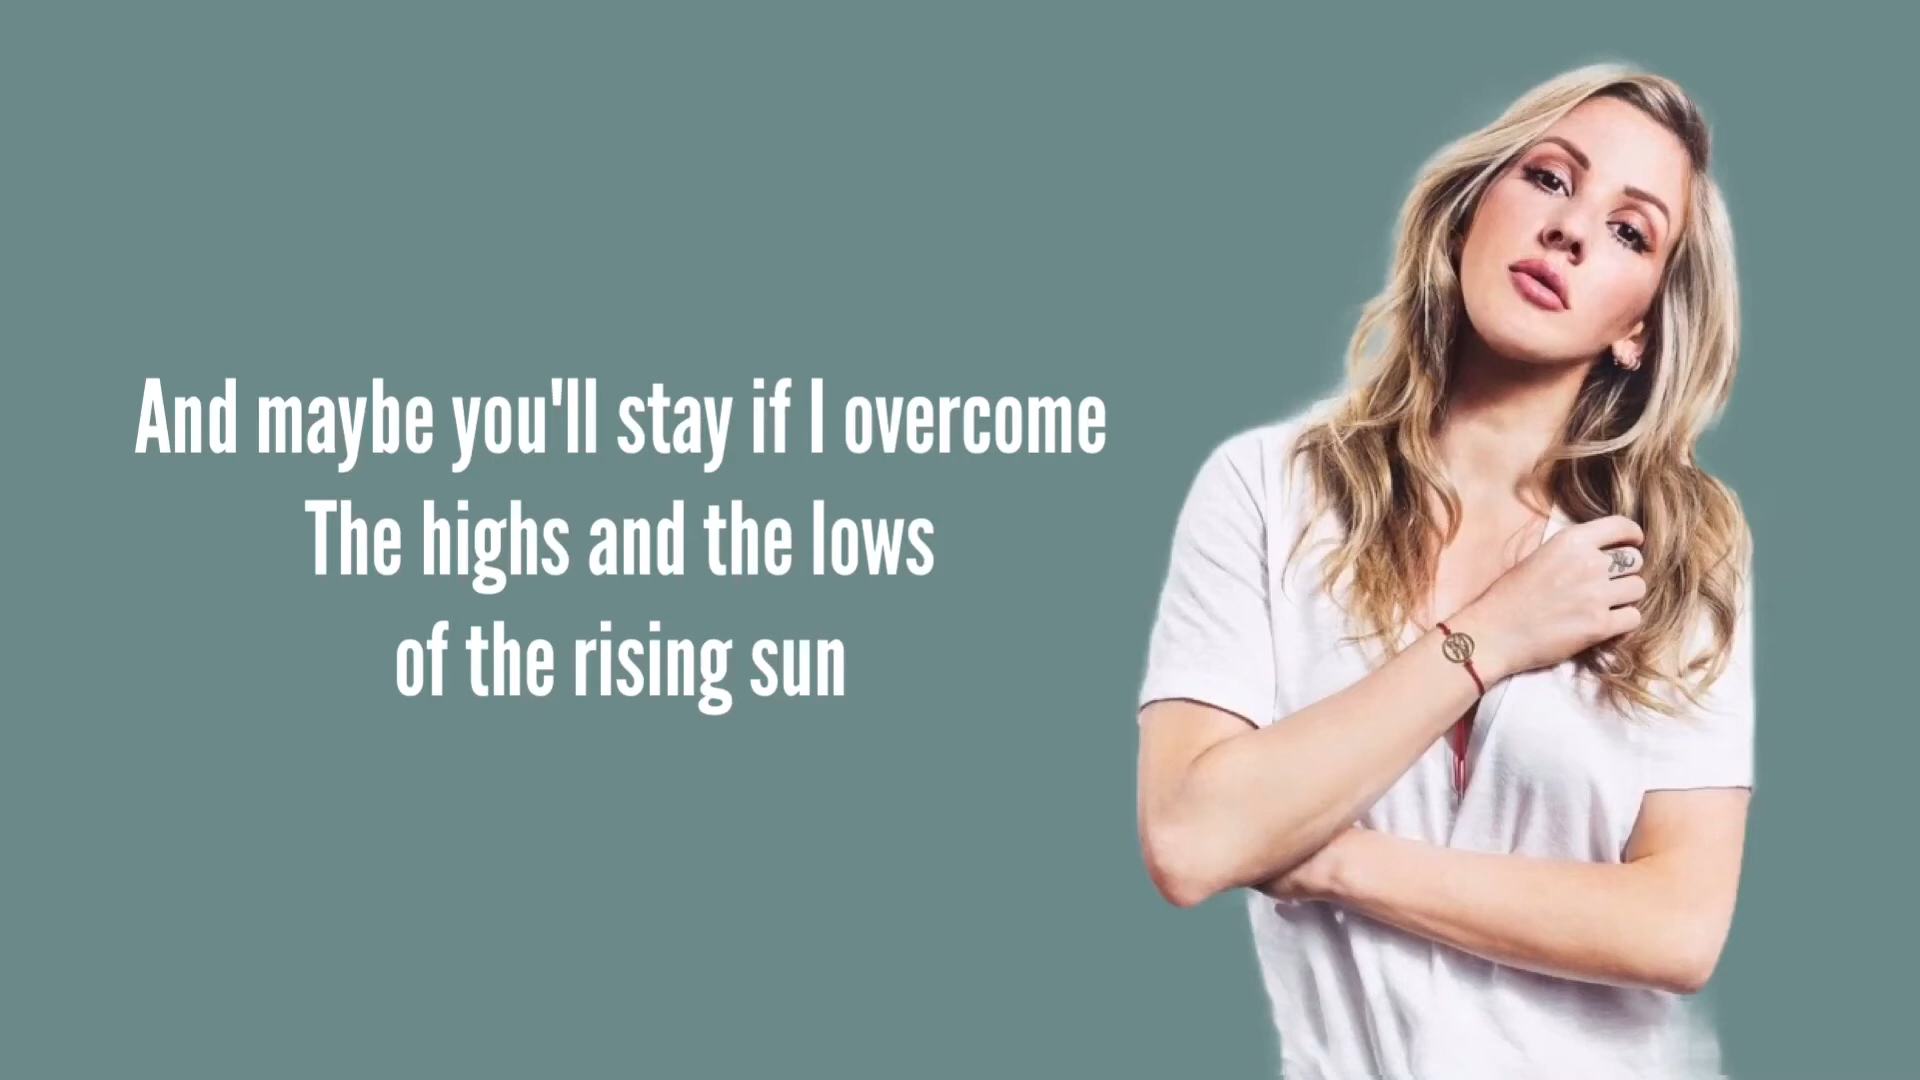 And maybe you'll stay if I overcome
The highs and the lows
of the rising sun